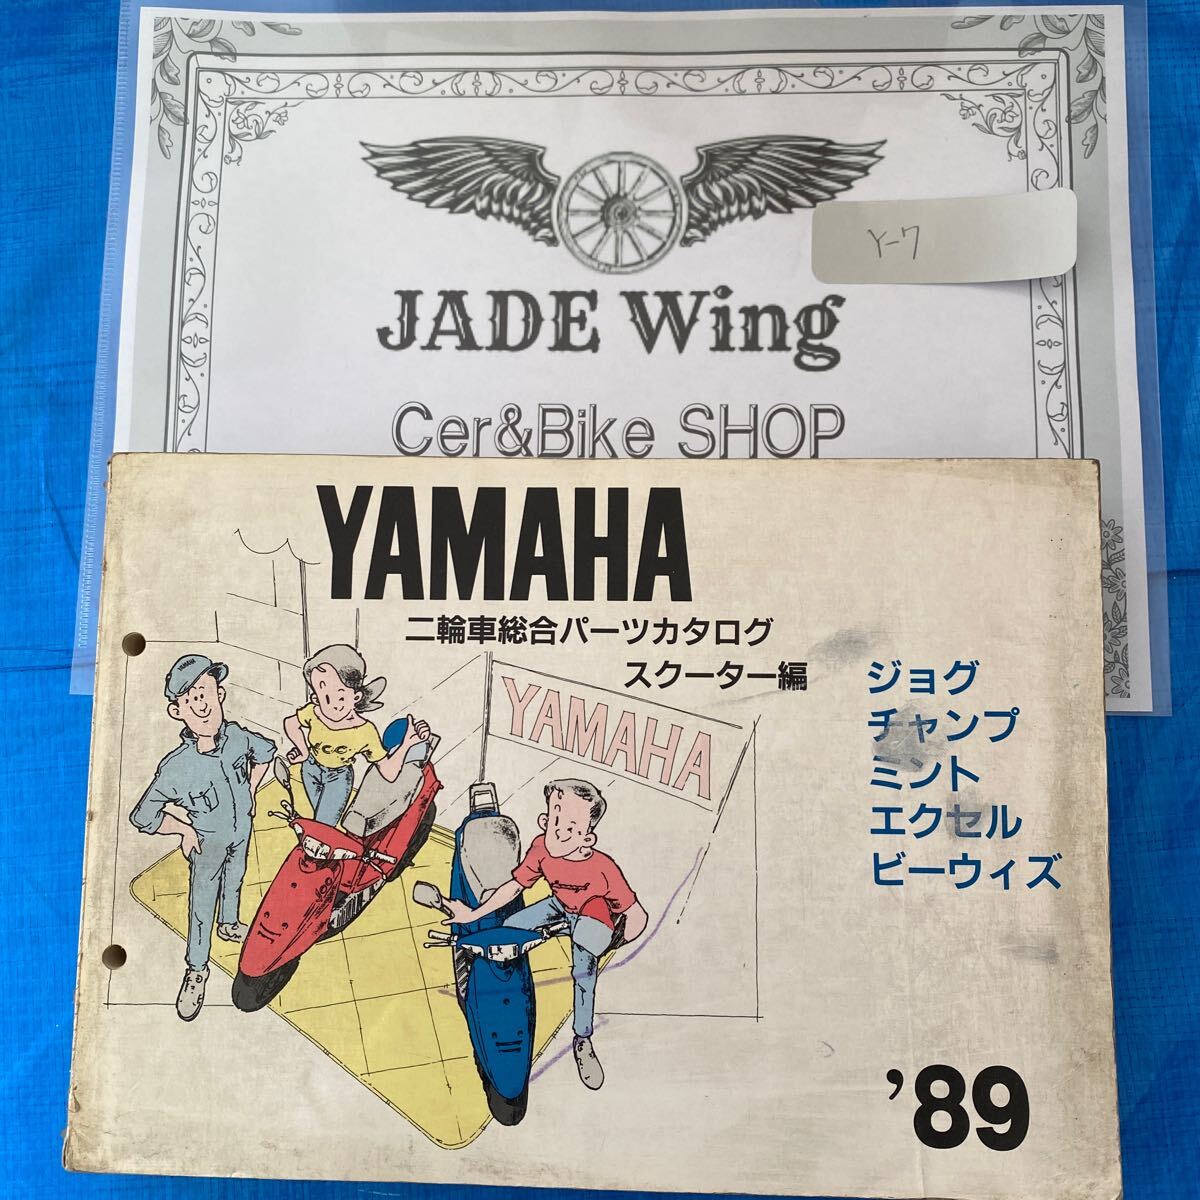 Y-7
JADE Wing
Cer&Bike SHOP
YAMAHA
二輪車総合パーツカタログ
スクーター編
ジョグ
チャンプ
ミント
エクセル
ビーウィズ
YAMAHA
YAMAHA
'89